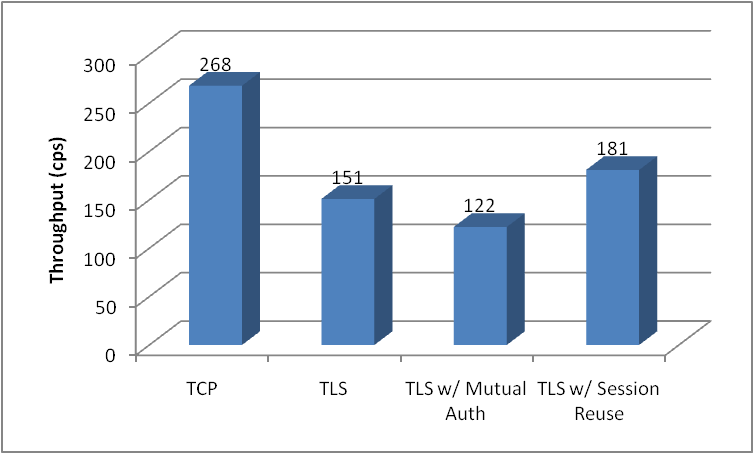 300
250
200
150
100
50
0
Throughput (cps)
268
151
122
181
TCP
TLS
TLS w/ Mutual
Auth
TLS w/ Session
Reuse